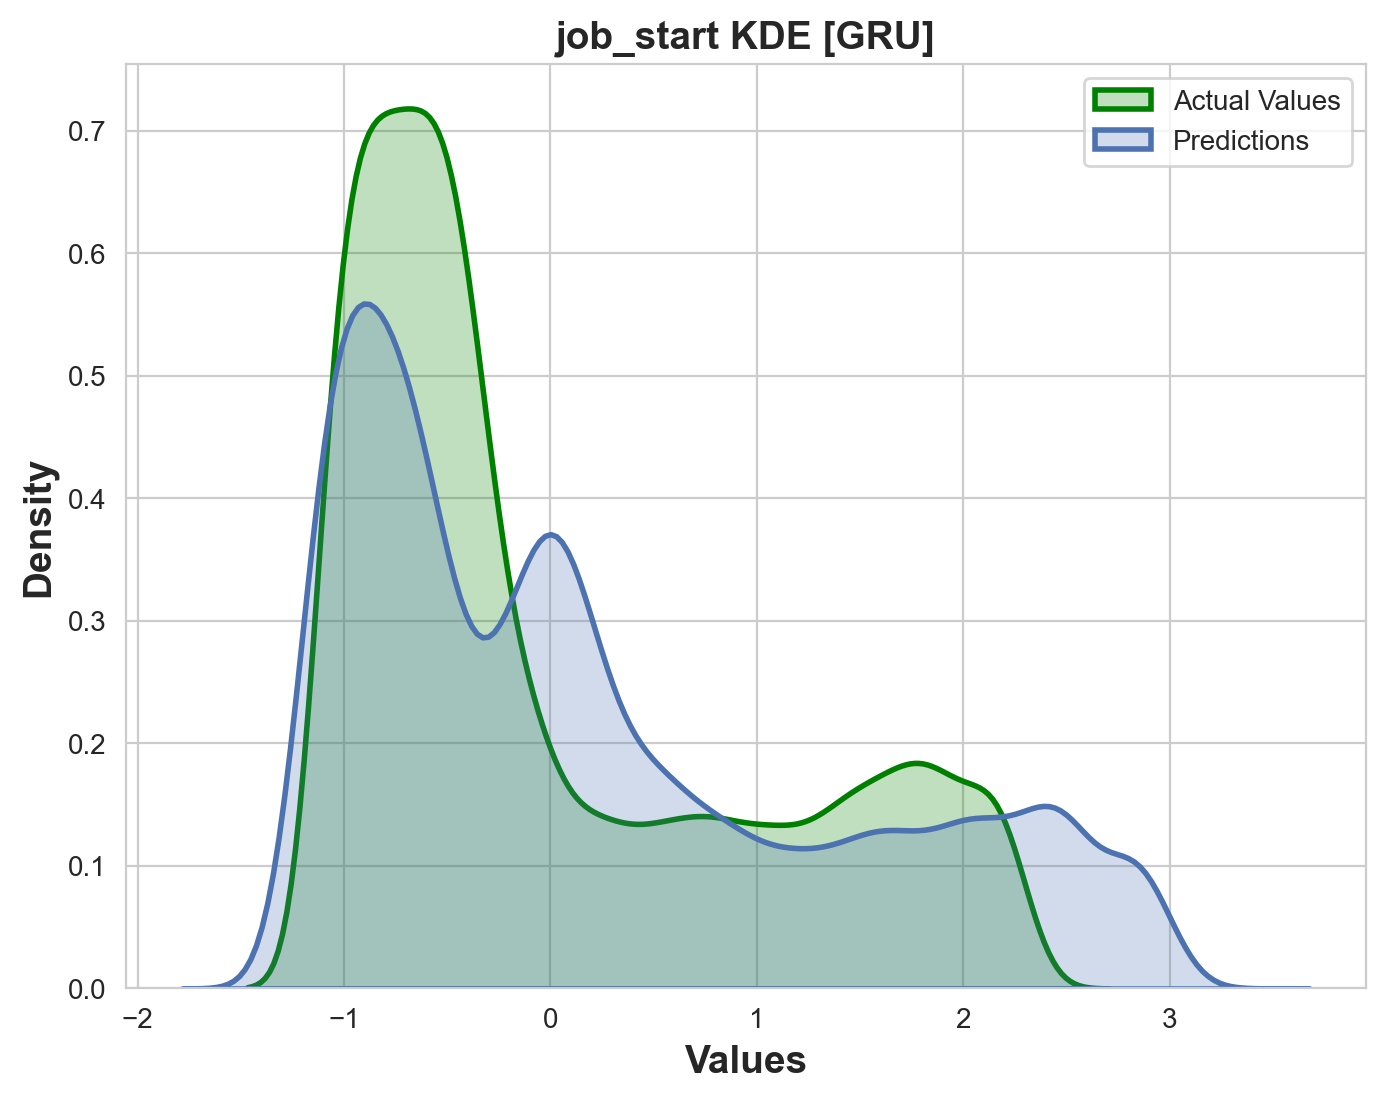 job_start KDE [GRU]
Actual Values
Predictions
Density
0.7
0.6
0.5
0.4
0.3
0.2
0.1
0.0
−2 −1 0 1 2 3
Values